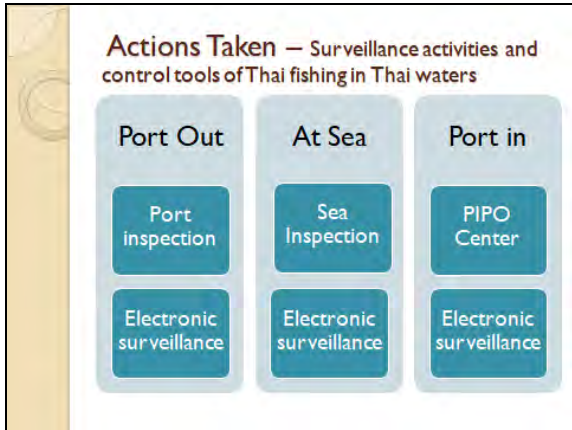 Actions Taken – Surveillance activities and
control tools of Thai fishing in Thai waters
Port Out
Port
inspection
Electronic
surveillance
At Sea
Sea
Inspection
Electronic
surveillance
Port in
PIPO
Center
Electronic
surveillance